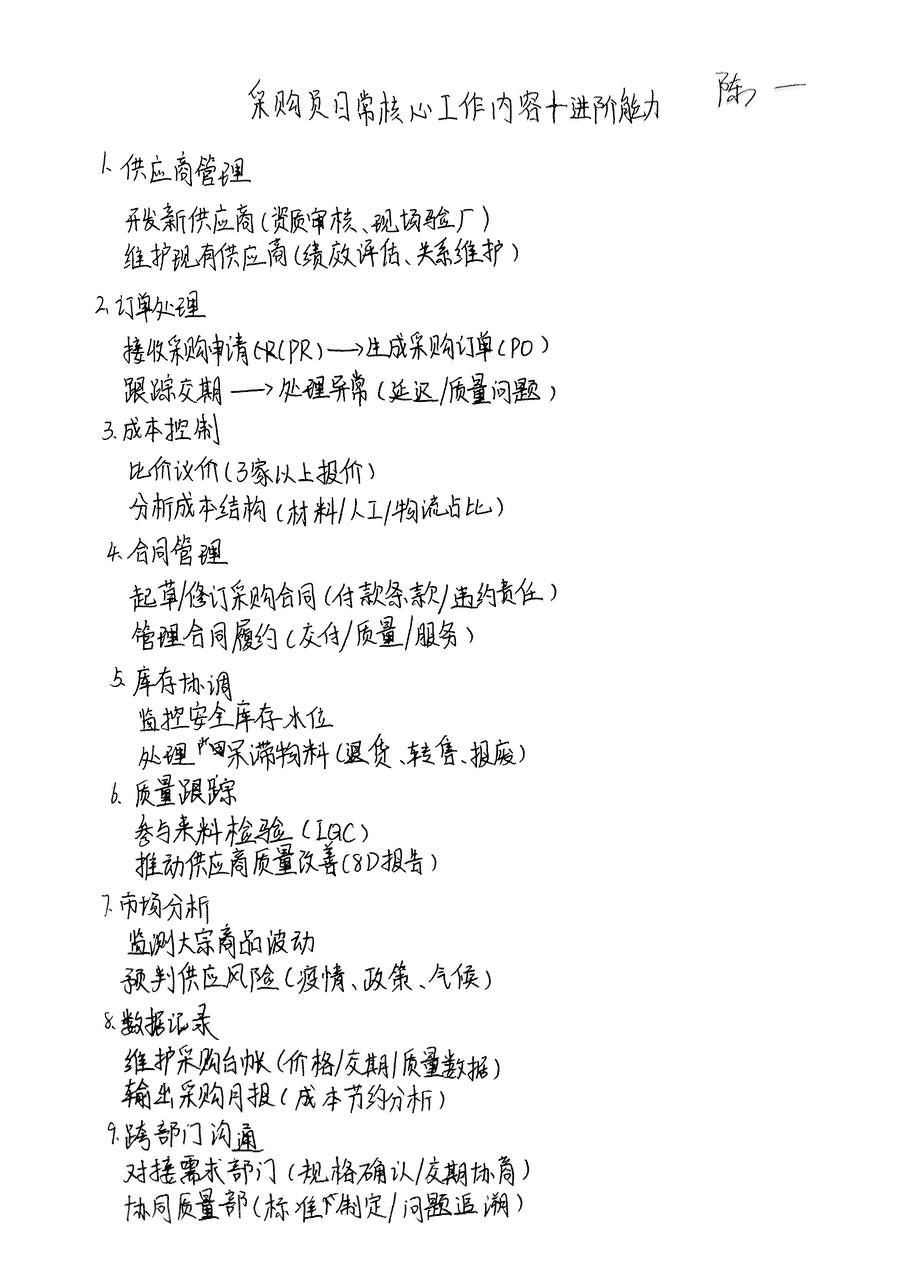 采购员日常核心工作内容+进阶能力 陈一
1、供应商管理
开发新供应商(资质审核、现场验厂)
维护现有供应商(绩效评估、关系维护)
2、订单处理
接收采购申请(PR)→生成采购订单(PO)
跟踪交期→处理异常(延迟/质量问题)
3、成本控制
比价议价(3家以上报价)
分析成本结构(材料/人工/物流占比)
4、合同管理
起草/修订采购合同(付款条款/违约责任)
管理合同履约(交付/质量/服务)
5、库存协调
监控安全库存水位
处理呆滞物料(退货、转售、报废)
6、质量跟踪
参与来料检验(IQC)
推动供应商质量改善(8D报告)
7、市场分析
监测大宗商品波动
预判供应风险(疫情、政策、气候)
8、数据记录
维护采购台帐(价格/交期/质量数据)
输出采购月报(成本节约分析)
9、跨部门沟通
对接需求部门(规格确认/交期协商)
协同质量部(标准制定/问题追溯)